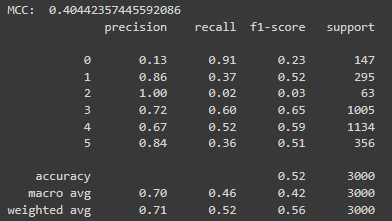 MCC:  0.40442357445592086
              precision    recall  f1-score   support

           0       0.13      0.91      0.23       147
           1       0.86      0.37      0.52       295
           2       1.00      0.02      0.03        63
           3       0.72      0.60      0.65      1005
           4       0.67      0.52      0.59      1134
           5       0.84      0.36      0.51       356

    accuracy                           0.52      3000
   macro avg       0.70      0.46      0.42      3000
weighted avg       0.71      0.52      0.56      3000